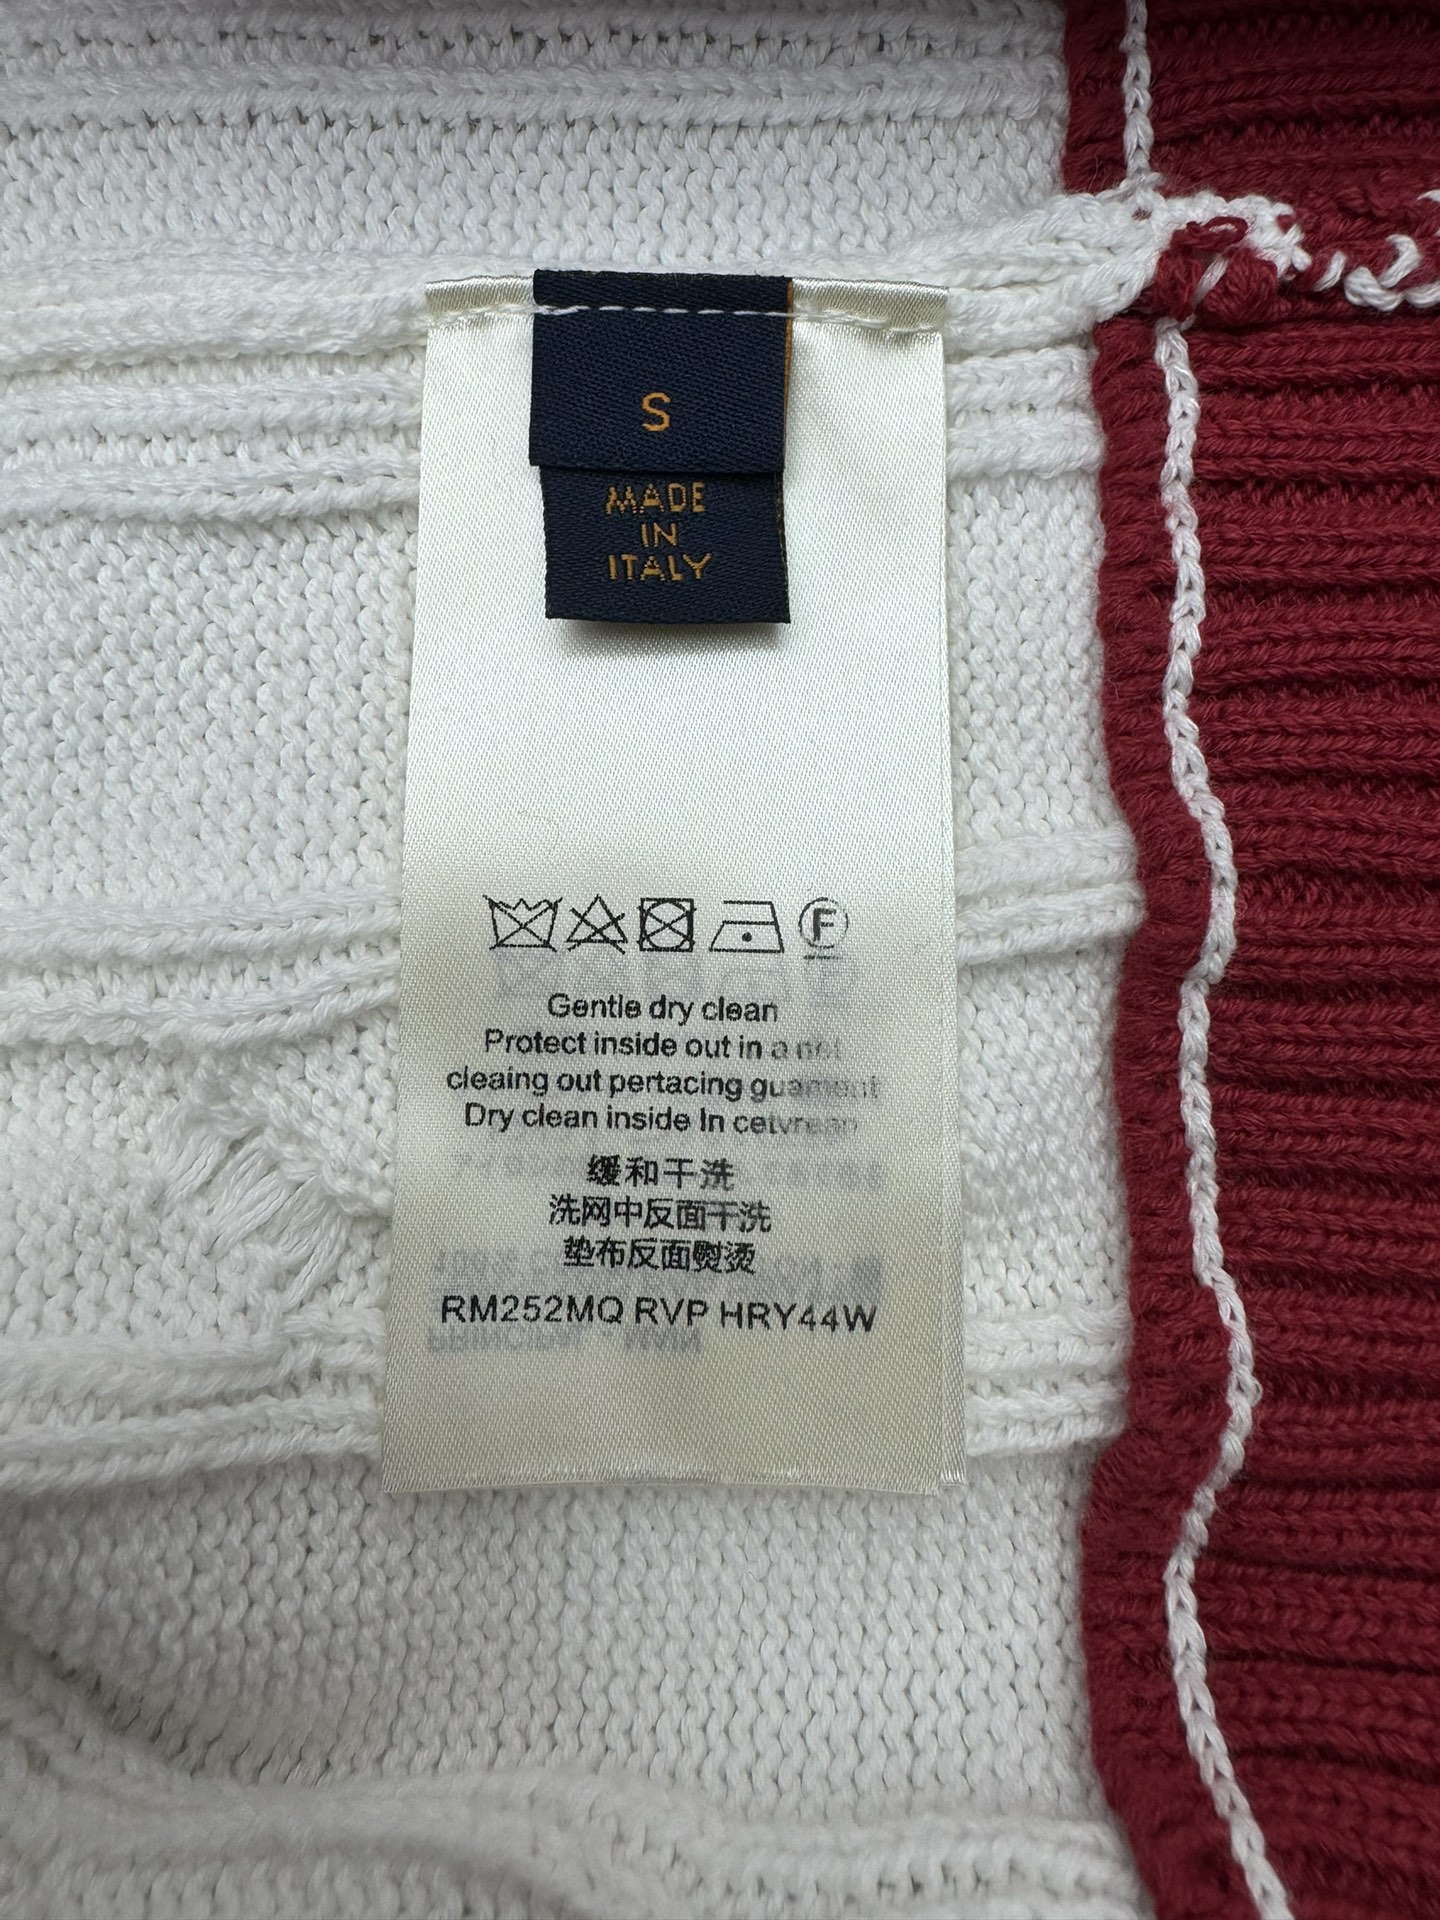 S
MADE
IN
ITALY
F
Gentle dry clean
Protect inside out in a net
cleaing out pertacing guament
Dry clean inside In cetvrean
缓和干洗
洗网中反面干洗
垫布反面熨烫
RM252MQ RVP HRY44W